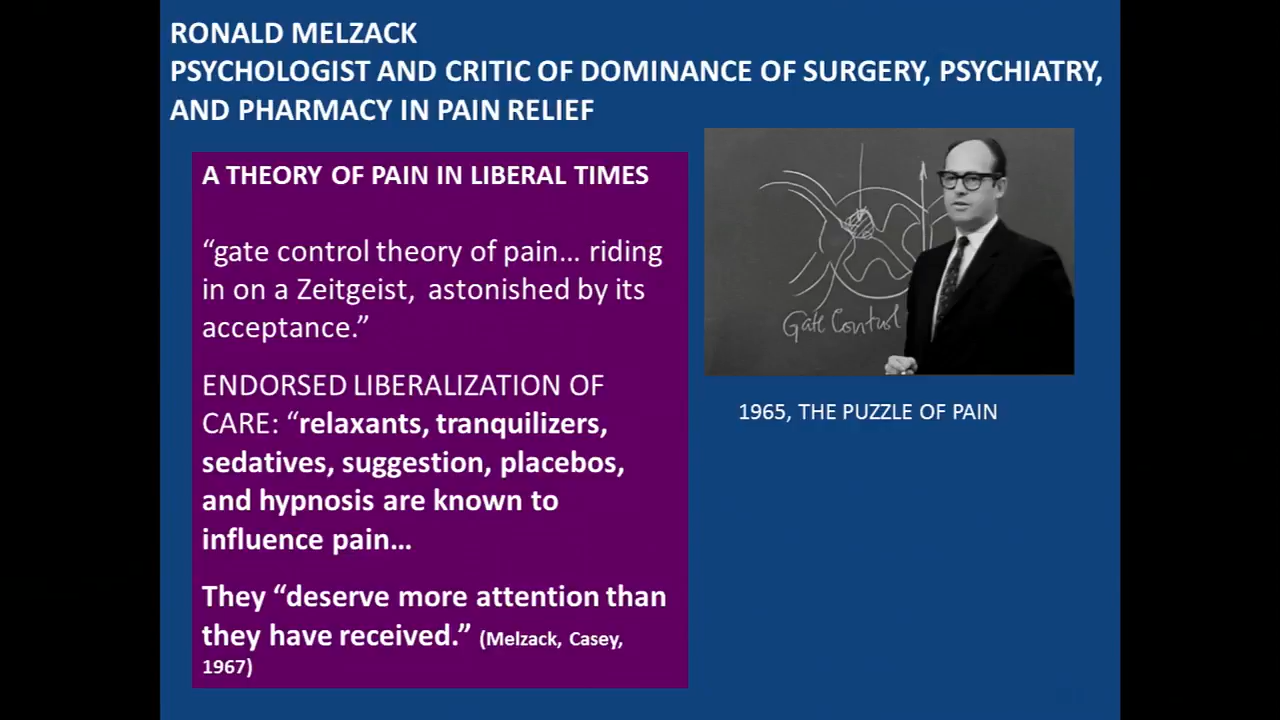 RONALD MELZACK
PSYCHOLOGIST AND CRITIC OF DOMINANCE OF SURGERY, PSYCHIATRY,
AND PHARMACY IN PAIN RELIEF
A THEORY OF PAIN IN LIBERAL TIMES
“gate control theory of pain… riding
in on a Zeitgeist, astonished by its
acceptance.”
ENDORSED LIBERALIZATION OF
CARE: “relaxants, tranquilizers,
sedatives, suggestion, placebos,
and hypnosis are known to
influence pain…
They “deserve more attention than
they have received.” (Melzack, Casey,
1967)
Gate Control
1965, THE PUZZLE OF PAIN